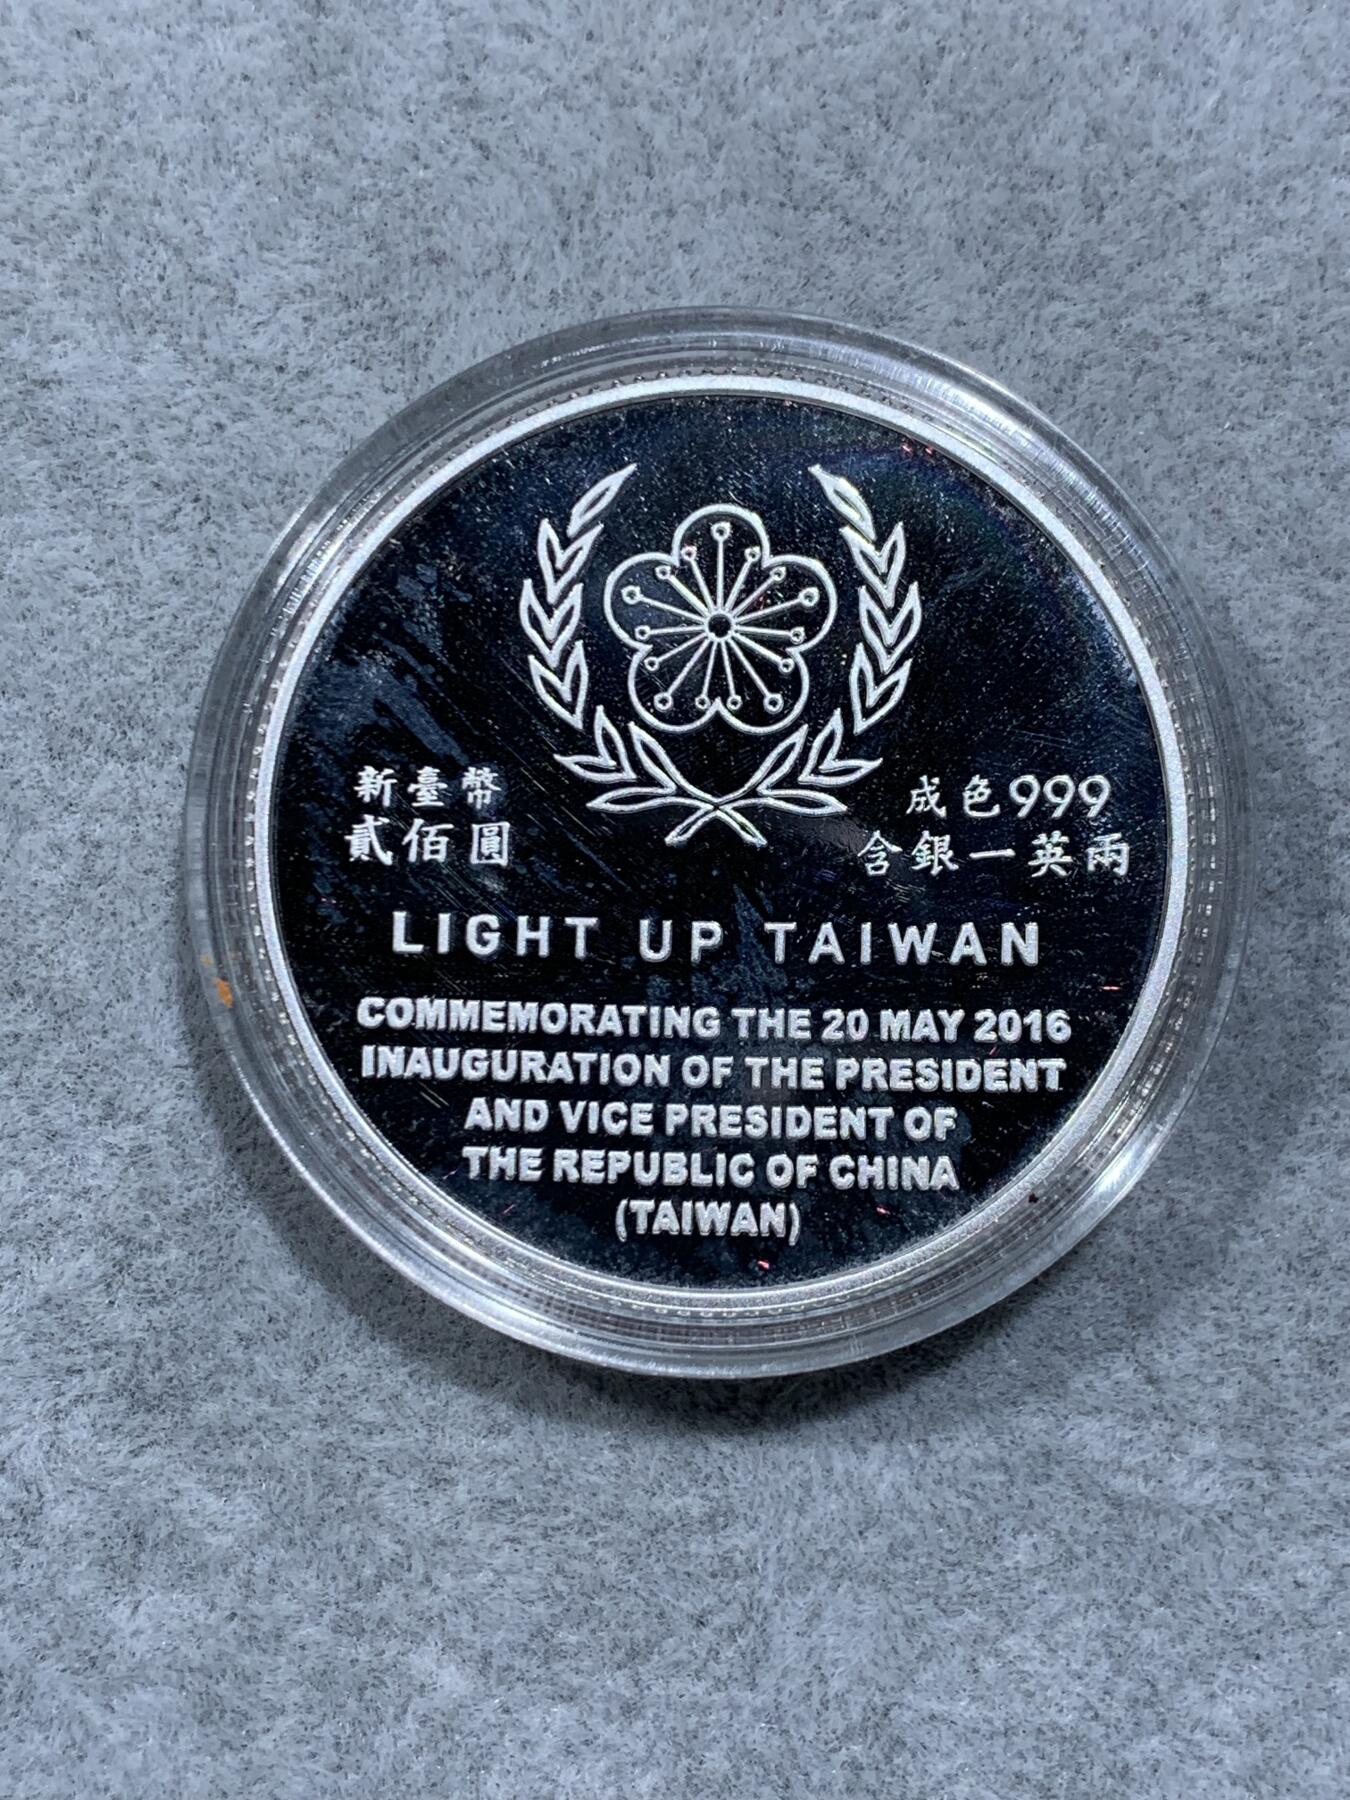 新臺幣
貳佰圓
成色999
含銀一英兩
LIGHT UP TAIWAN
COMMEMORATING THE 20 MAY 2016
INAUGURATION OF THE PRESIDENT
AND VICE PRESIDENT OF
THE REPUBLIC OF CHINA
(TAIWAN)